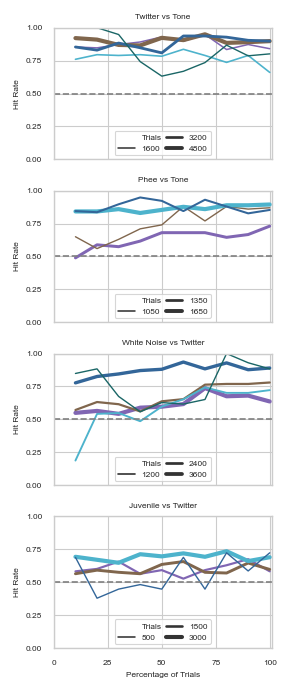 Twitter vs Tone
1.00
0.75
0.50
0.25
0.00
Hit Rate
Trials 3200
1600 4800
Phee vs Tone
1.00
0.75
0.50
0.25
0.00
Hit Rate
Trials 1350
1050 1650
White Noise vs Twitter
1.00
0.75
0.50
0.25
0.00
Hit Rate
Trials 2400
1200 3600
Juvenile vs Twitter
1.00
0.75
0.50
0.25
0.00
Hit Rate
Trials 1500
500 3000
0 25 50 75 100
Percentage of Trials